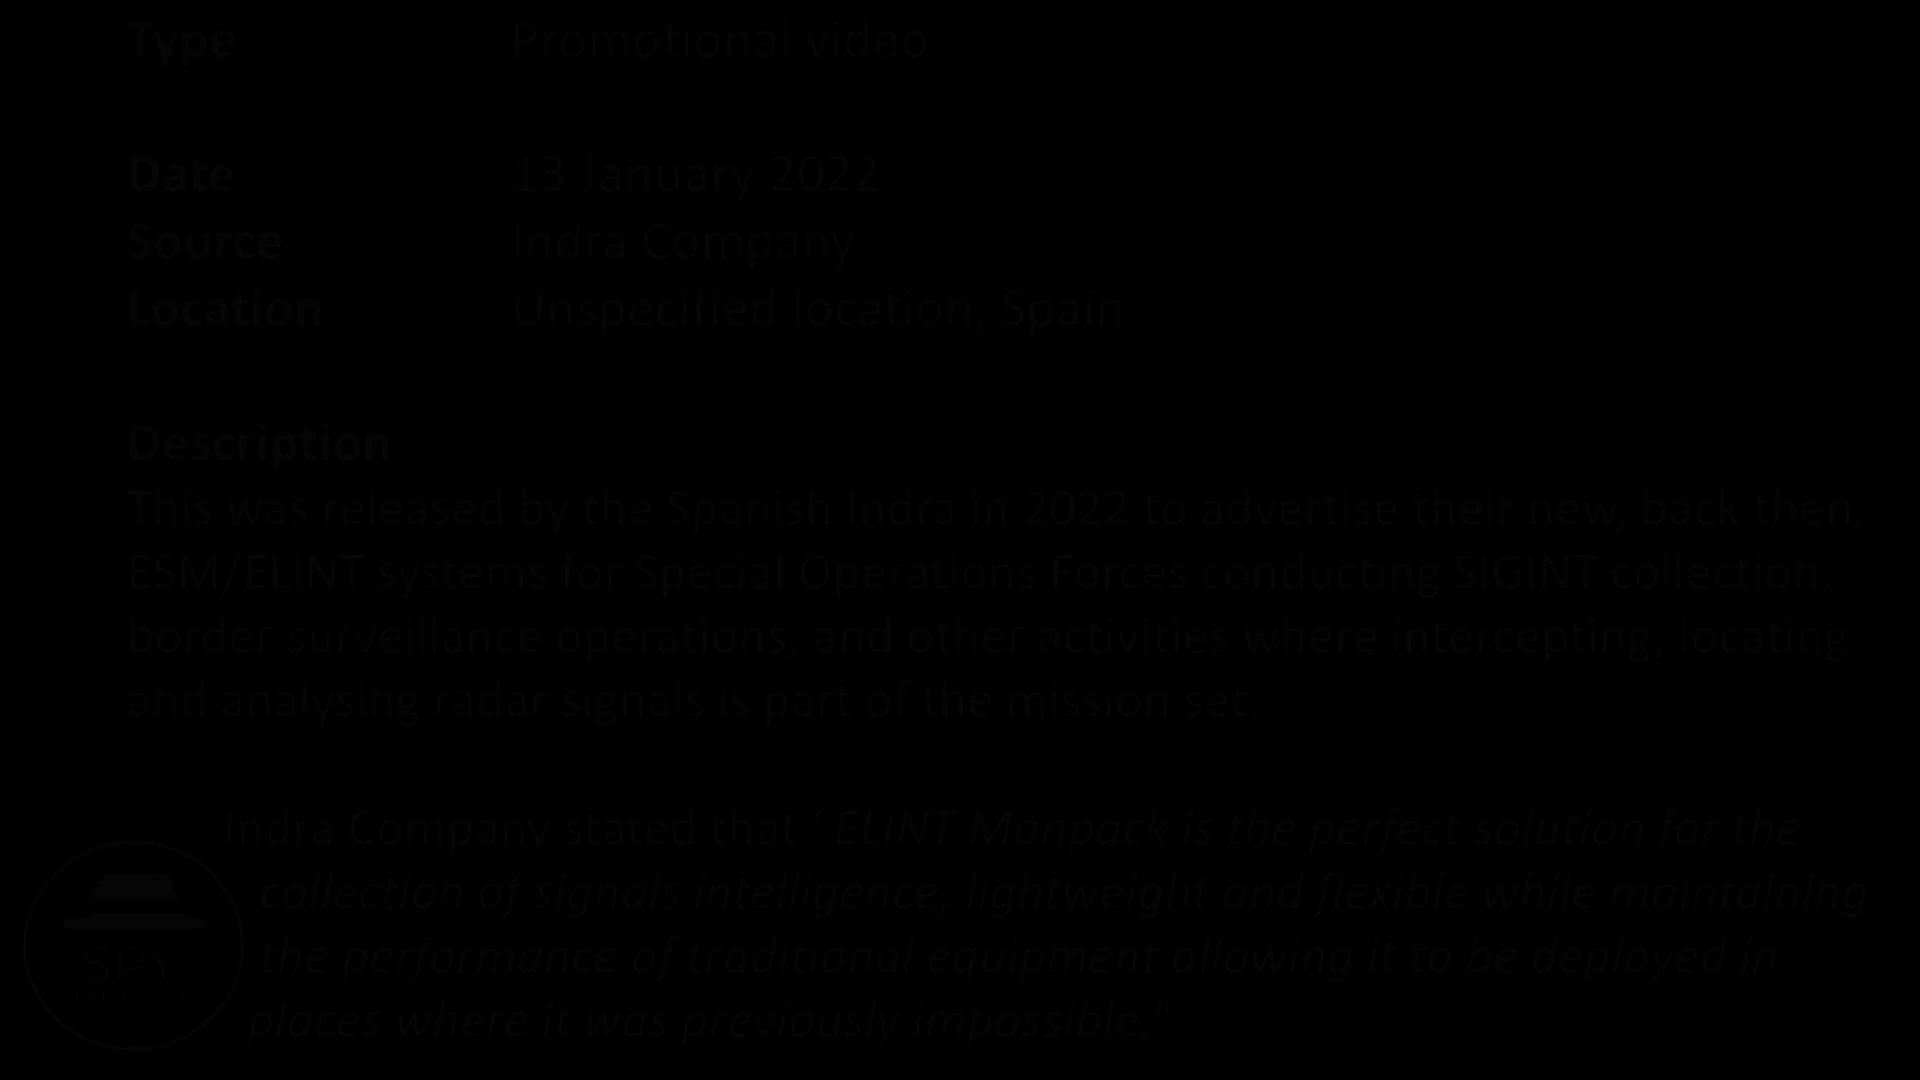 Type Promotional video
Date 13 January 2022
Source Indra Company
Location Unspecified location, Spain
Description
This was released by the Spanish Indra in 2022 to advertise their new, back then,
ESM/ELINT systems for Special Operations Forces conducting SIGINT collection,
border surveillance operations, and other activities where intercepting, locating
and analysing radar signals is part of the mission set.
Indra Company stated that “ELINT Manpack is the perfect solution for the
collection of signals intelligence, lightweight and flexible while maintaining
the performance of traditional equipment allowing it to be deployed in
places where it was previously impossible.”
SPY